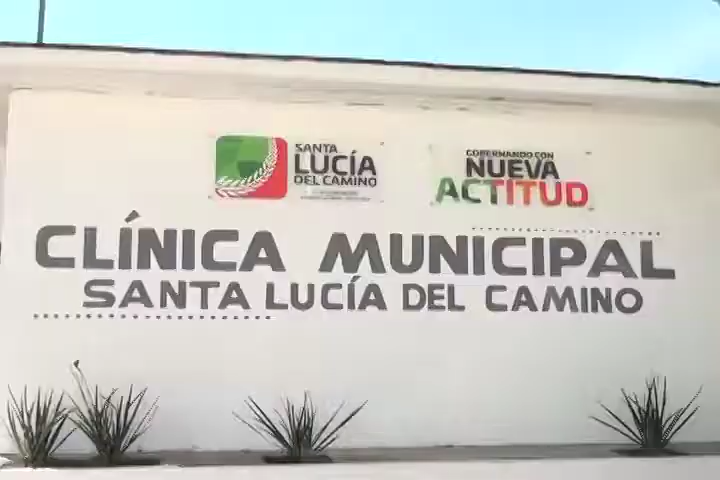 SANTA
LUCÍA
DEL CAMINO
GOBERNANDO CON
NUEVA
ACTITUD
CLÍNICA MUNICIPAL
SANTA LUCÍA DEL CAMINO